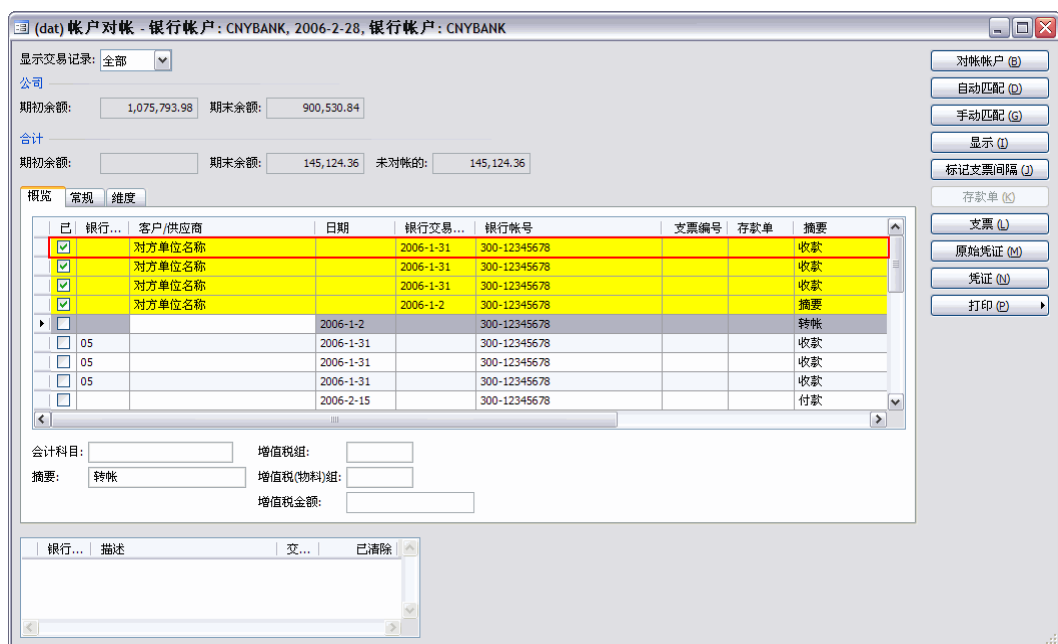 (dat) 帐户对帐 - 银行帐户: CNYBANK, 2006-2-28, 银行帐户: CNYBANK
显示交易记录: 全部
公司
期初余额: 1,075,793.98 期末余额: 900,530.84
合计
期初余额: 期末余额: 145,124.36 未对帐的: 145,124.36
概览 常规 维度
已 银行... 客户/供应商 日期 银行交易... 银行帐号 支票编号 存款单 摘要
对方单位名称 2006-1-31 300-12345678 收款
对方单位名称 2006-1-31 300-12345678 收款
对方单位名称 2006-1-31 300-12345678 收款
对方单位名称 2006-1-2 300-12345678 摘要
2006-1-2 300-12345678 转帐
05 2006-1-31 300-12345678 收款
05 2006-1-31 300-12345678 收款
05 2006-1-31 300-12345678 收款
2006-2-15 300-12345678 付款
会计科目: 增值税组:
摘要: 转帐 增值税(物料)组:
增值税金额:
银行... 描述 交... 已清除
对帐帐户 (B)
自动匹配 (D)
手动匹配 (G)
显示 (I)
标记支票间隔 (J)
存款单 (K)
支票 (L)
原始凭证 (M)
凭证 (N)
打印 (P)